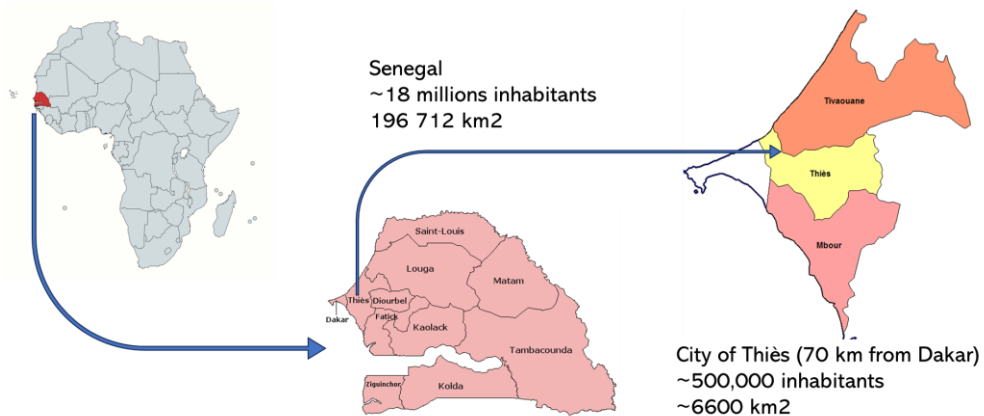 Senegal
~18 millions inhabitants
196 712 km2
Saint-Louis
Louga
Matam
Thiès
Diourbel
Dakar
Fatick
Kaolack
Tambacounda
Ziguinchor
Kolda
Tivaouane
Thiès
Mbour
City of Thiès (70 km from Dakar)
~500,000 inhabitants
~6600 km2